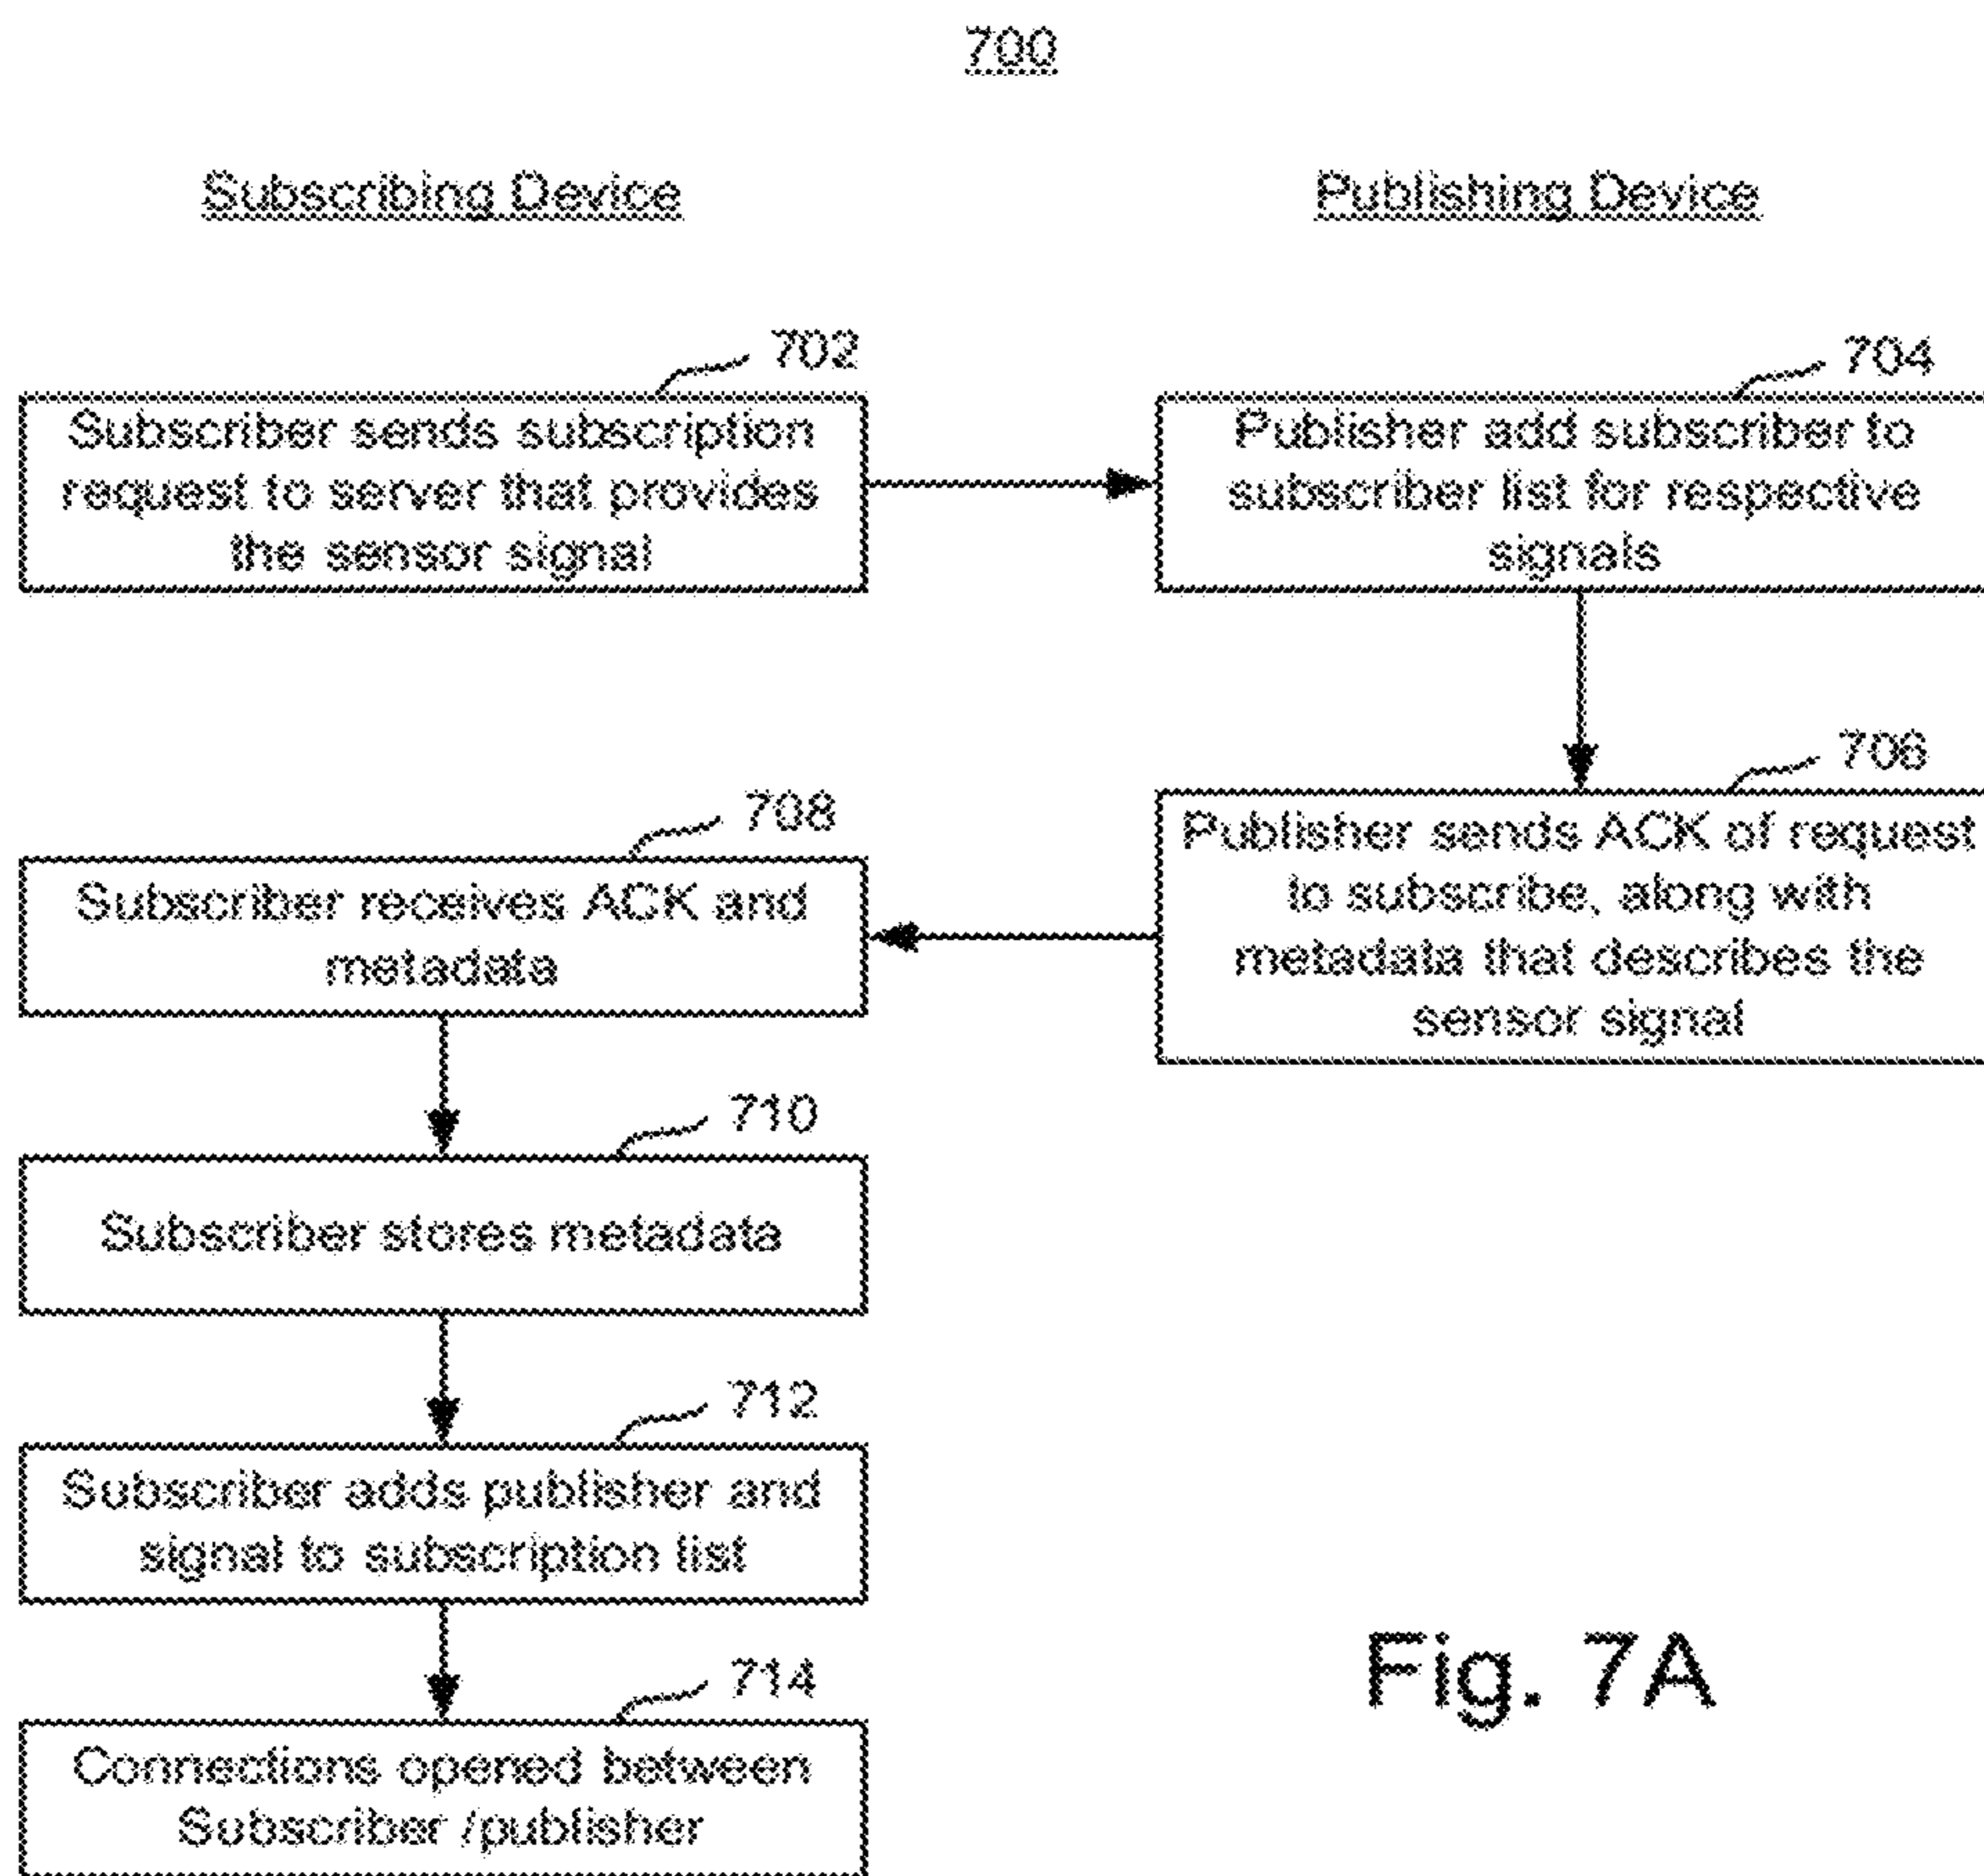 700
Subscribing Device
Publishing Device
702
Subscriber sends subscription
request to server that provides
the sensor signal
704
Publisher add subscriber to
subscriber list for respective
signals
706
Publisher sends ACK of request
to subscribe, along with
metadata that describes the
sensor signal
708
Subscriber receives ACK and
metadata
710
Subscriber stores metadata
712
Subscriber adds publisher and
signal to subscription list
714
Connections opened between
Subscriber /publisher
Fig. 7A